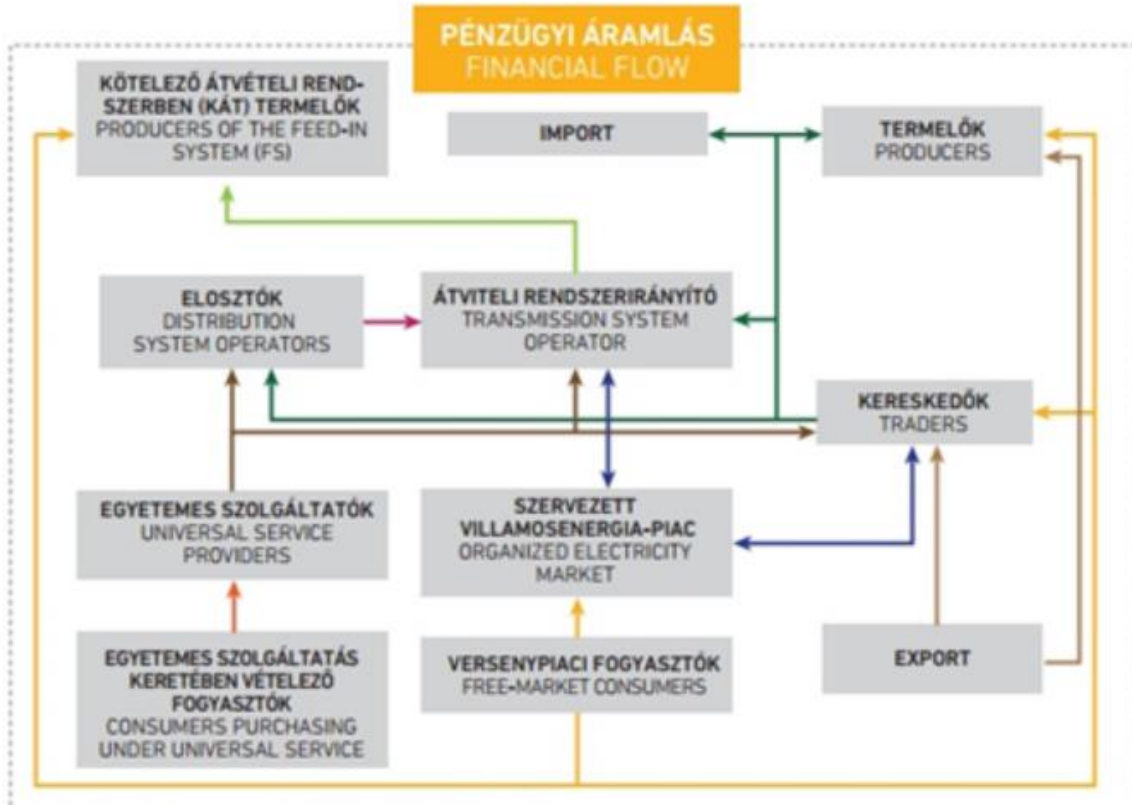 PÉNZÜGYI ÁRAMLÁS
FINANCIAL FLOW
KÖTELEZŐ ÁTVÉTELI REND-
SZERBEN (KÁT) TERMELŐK
PRODUCERS OF THE FEED-IN
SYSTEM (FS)
IMPORT
TERMELŐK
PRODUCERS
ELOSZTÓK
DISTRIBUTION
SYSTEM OPERATORS
ÁTVITELI RENDSZERIRÁNYÍTÓ
TRANSMISSION SYSTEM
OPERATOR
KERESKEDŐK
TRADERS
EGYETEMES SZOLGÁLTATÓK
UNIVERSAL SERVICE
PROVIDERS
SZERVEZETT
VILLAMOSENERGIA-PIAC
ORGANIZED ELECTRICITY
MARKET
EGYETEMES SZOLGÁLTATÁS
KERETÉBEN VÉTELEZŐ
FOGYASZTÓK
CONSUMERS PURCHASING
UNDER UNIVERSAL SERVICE
VERSENYPIACI FOGYASZTÓK
FREE-MARKET CONSUMERS
EXPORT